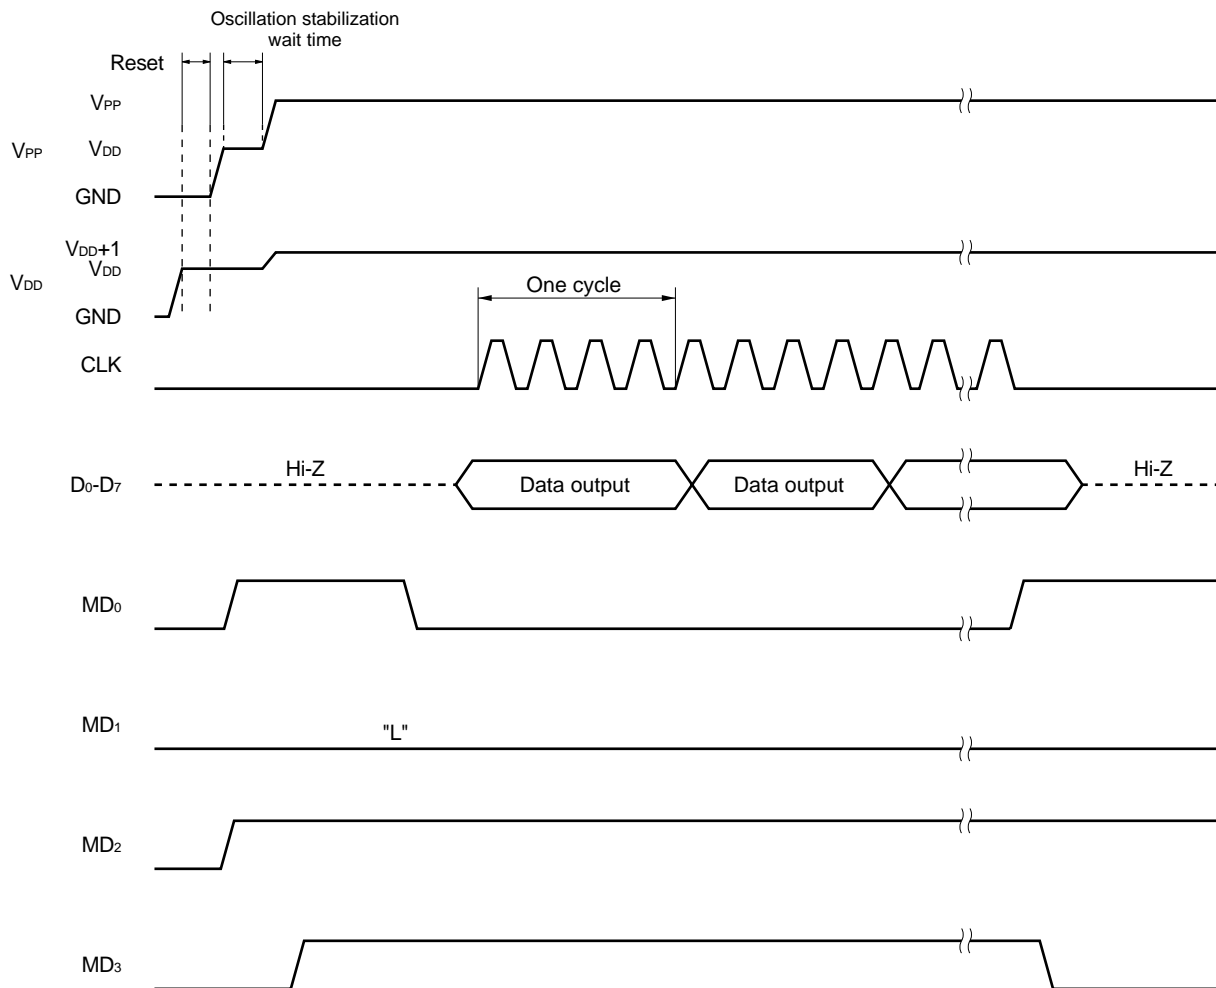 Oscillation stabilization
wait time
Reset
VPP
VPP VDD
GND
VDD+1
VDD
VDD
GND
One cycle
CLK
Hi-Z
Hi-Z
D0-D7
Data output
Data output
MD0
MD1
"L"
MD2
MD3